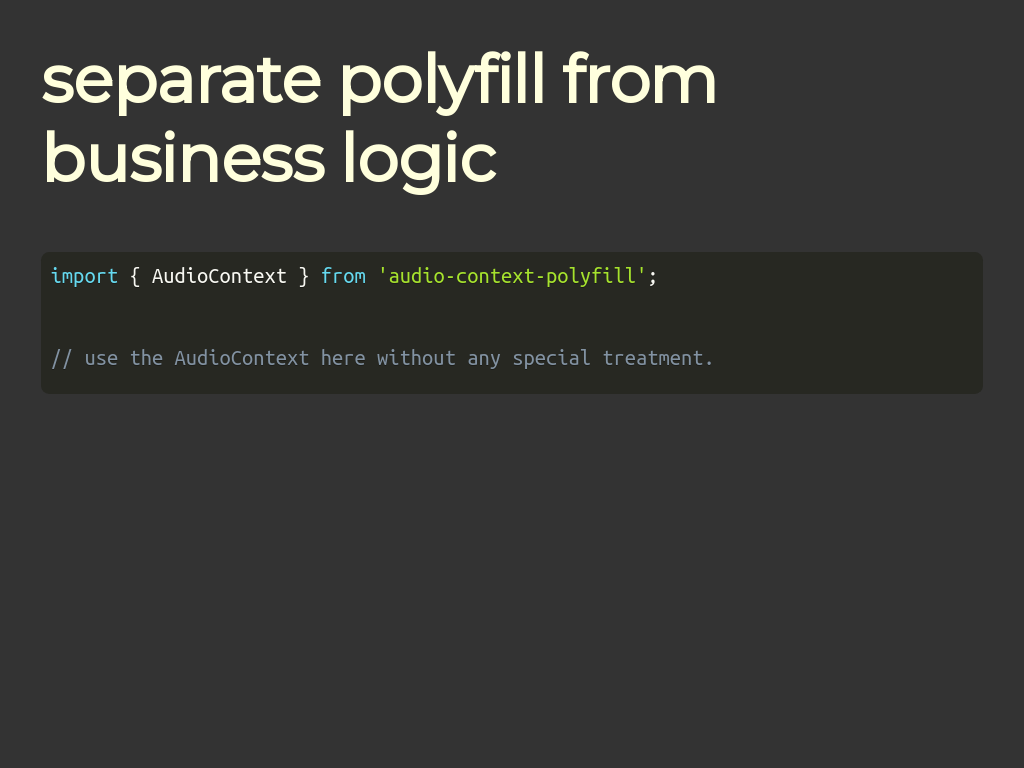 separate polyfill from
business logic
import { AudioContext } from 'audio-context-polyfill';
// use the AudioContext here without any special treatment.